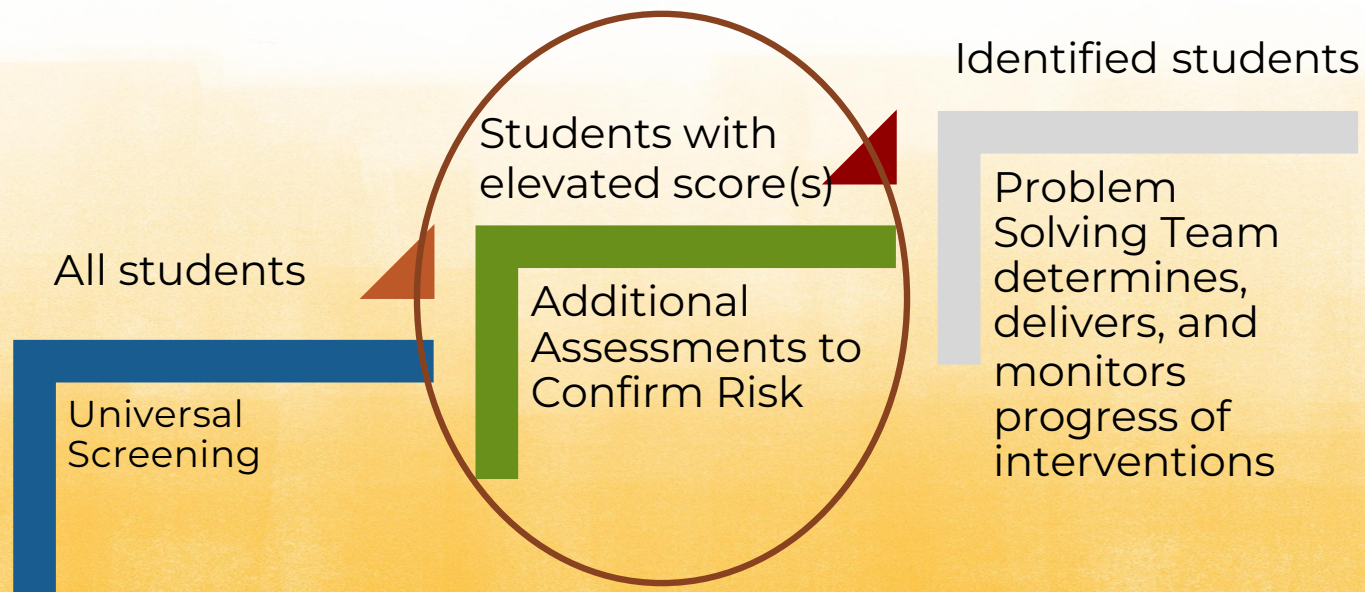 All students
Universal
Screening
Students with
elevated score(s)
Additional
Assessments to
Confirm Risk
Identified students
Problem
Solving Team
determines,
delivers, and
monitors
progress of
interventions